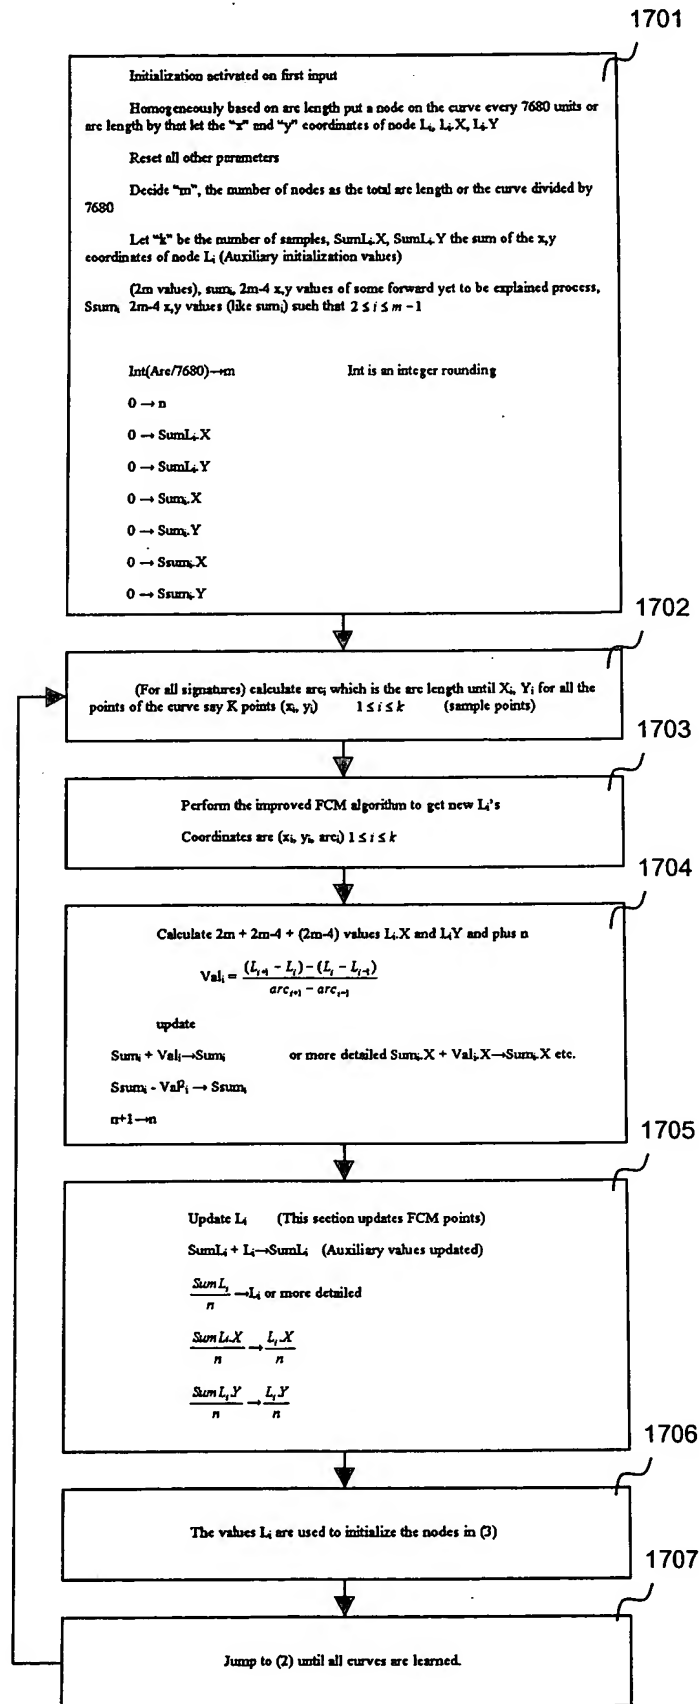 1701
Initialization activated on first input
Homogeneously based on arc length put a node on the curve every 7680 units or
arc length by that let the "x" and "y" coordinates of node Lᵢ, Lᵢ.X, Lᵢ.Y
Reset all other parameters
Decide "m", the number of nodes as the total arc length or the curve divided by
7680
Let "k" be the number of samples, SumLᵢ.X, SumLᵢ.Y the sum of the x,y
coordinates of node Lᵢ (Auxiliary initialization values)
(2m values), sumᵢ, 2m-4 x,y values of some forward yet to be explained process,
Ssumᵢ 2m-4 x,y values (like sumᵢ) such that 2 ≤ i ≤ m − 1
Int(Arc/7680)→m Int is an integer rounding
0 → n
0 → SumLᵢ.X
0 → SumLᵢ.Y
0 → Sumᵢ.X
0 → Sumᵢ.Y
0 → Ssumᵢ.X
0 → Ssumᵢ.Y
1702
(For all signatures) calculate arcᵢ which is the arc length until Xᵢ, Yᵢ for all the
points of the curve say K points (xᵢ, yᵢ) 1 ≤ i ≤ k (sample points)
1703
Perform the improved FCM algorithm to get new Lᵢ's
Coordinates are (xᵢ, yᵢ, arcᵢ) 1 ≤ i ≤ k
1704
Calculate 2m + 2m-4 + (2m-4) values Lᵢ.X and LᵢY and plus n
Valᵢ = (Lᵢ₊₁ − Lᵢ) − (Lᵢ − Lᵢ₋₁) / arcᵢ₊₁ − arcᵢ₋₁
update
Sumᵢ + Valᵢ→Sumᵢ or more detailed Sumᵢ.X + Valᵢ.X→Sumᵢ.X etc.
Ssumᵢ - Val²ᵢ → Ssumᵢ
n+1→n
1705
Update Lᵢ (This section updates FCM points)
SumLᵢ + Lᵢ→SumLᵢ (Auxiliary values updated)
Sum Lᵢ / n →Lᵢ or more detailed
Sum Lᵢ.X / n → Lᵢ.X / n
Sum Lᵢ.Y / n → Lᵢ.Y / n
1706
The values Lᵢ are used to initialize the nodes in (3)
1707
Jump to (2) until all curves are learned.